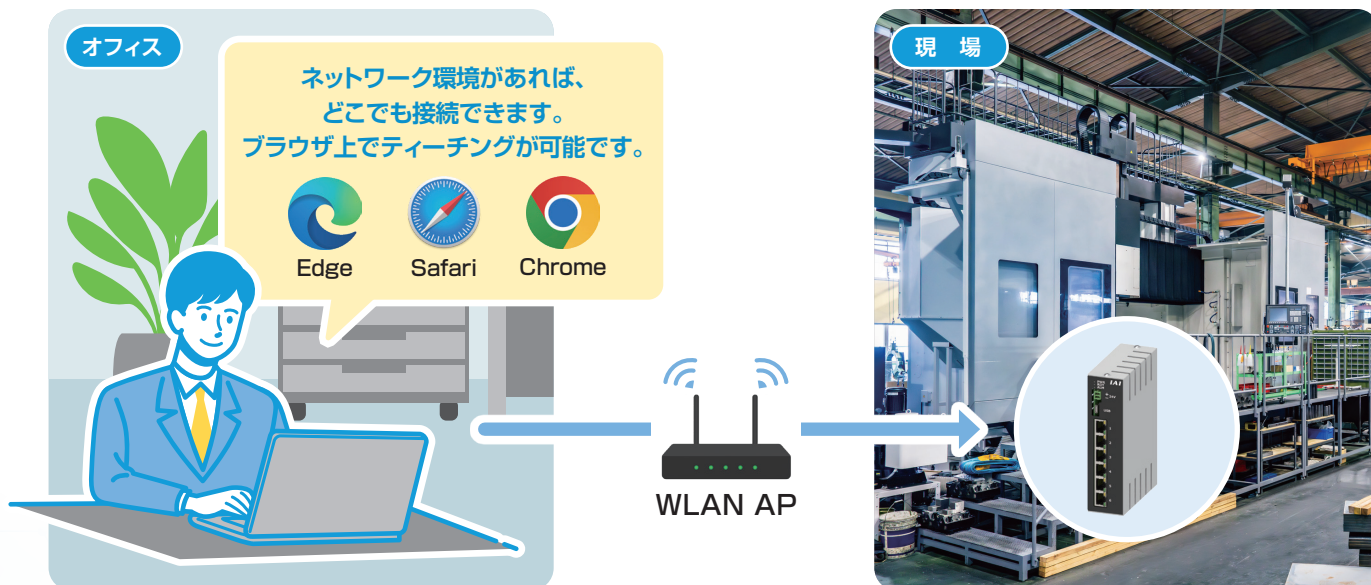 オフィス
ネットワーク環境があれば、
どこでも接続できます。
ブラウザ上でティーチングが可能です。
Edge
Safari
Chrome
WLAN AP
現 場
IAI